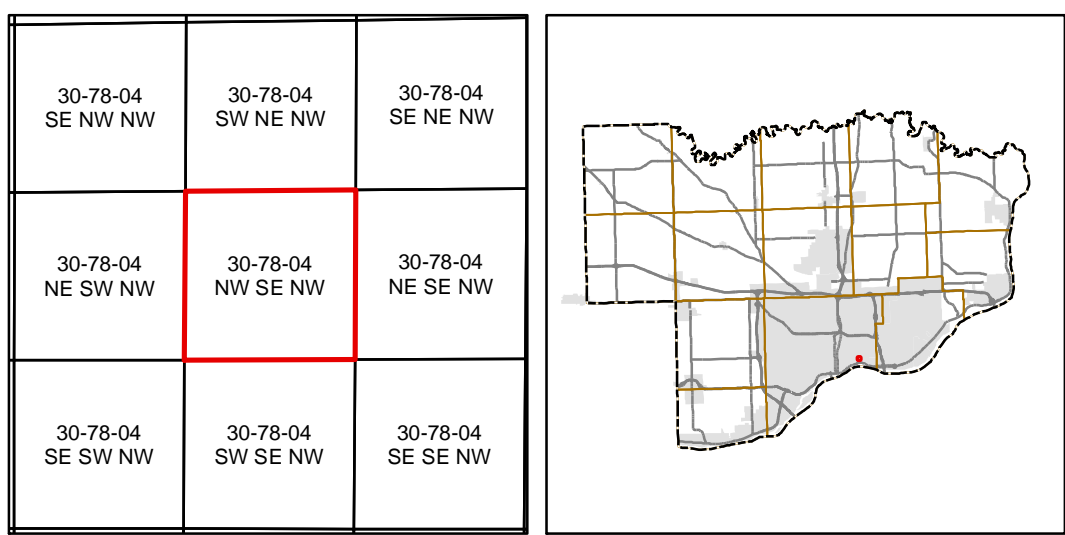 30-78-04
SE NW NW
30-78-04
SW NE NW
30-78-04
SE NE NW
30-78-04
NE SW NW
30-78-04
NW SE NW
30-78-04
NE SE NW
30-78-04
SE SW NW
30-78-04
SW SE NW
30-78-04
SE SE NW